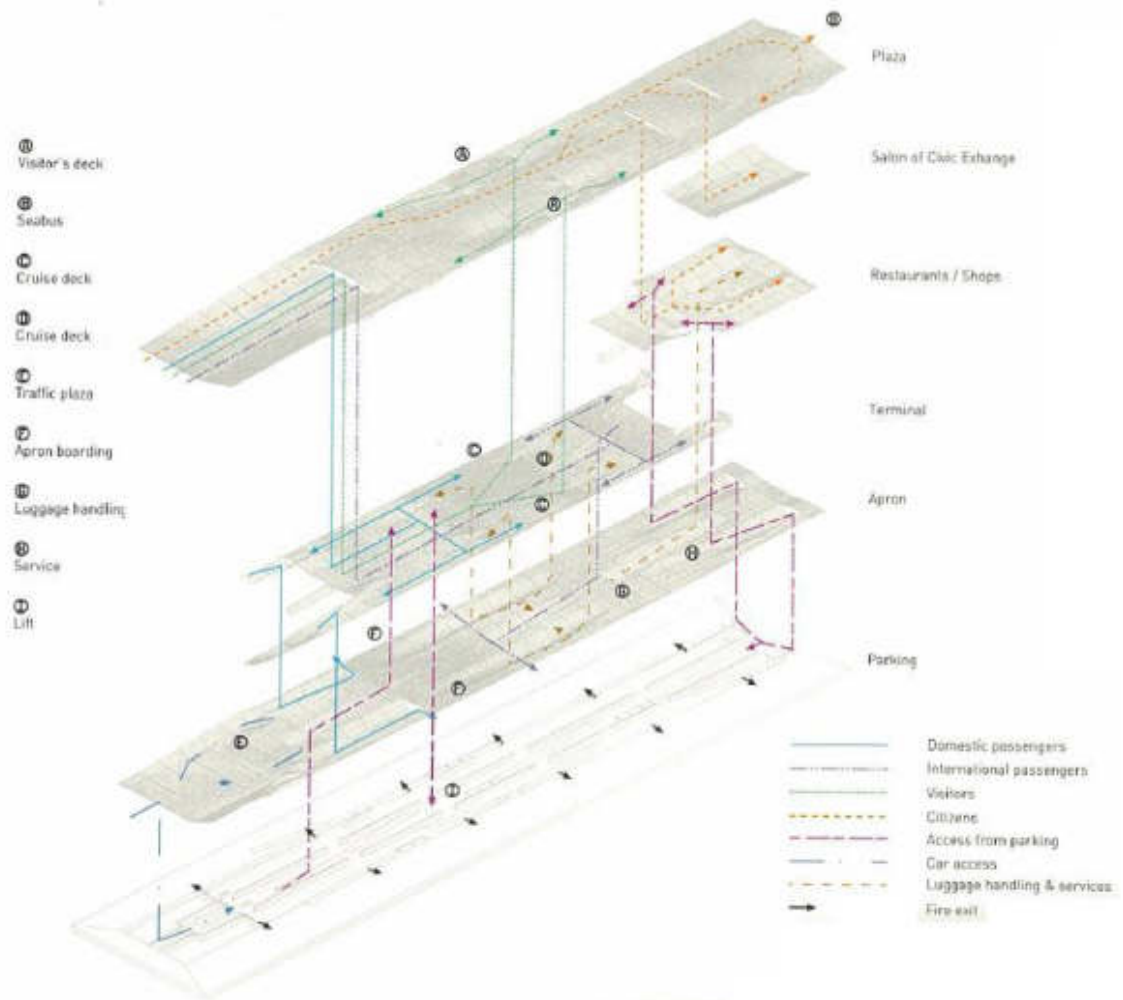 Ⓐ
Visitor's deck
Ⓑ
Seabus
Ⓒ
Cruise deck
Ⓓ
Cruise deck
Ⓔ
Traffic plaza
Ⓕ
Apron boarding
Ⓖ
Luggage handling
Ⓗ
Service
Ⓘ
Lift
Plaza
Salon of Civic Exhange
Restaurants / Shops
Terminal
Apron
Parking
Ⓐ
Ⓒ
Ⓗ
Ⓖ
Ⓕ
Ⓕ
Ⓔ
Ⓘ
Domestic passengers
International passengers
Visitors
Citizens
Access from parking
Car access
Luggage handling & services
Fire exit